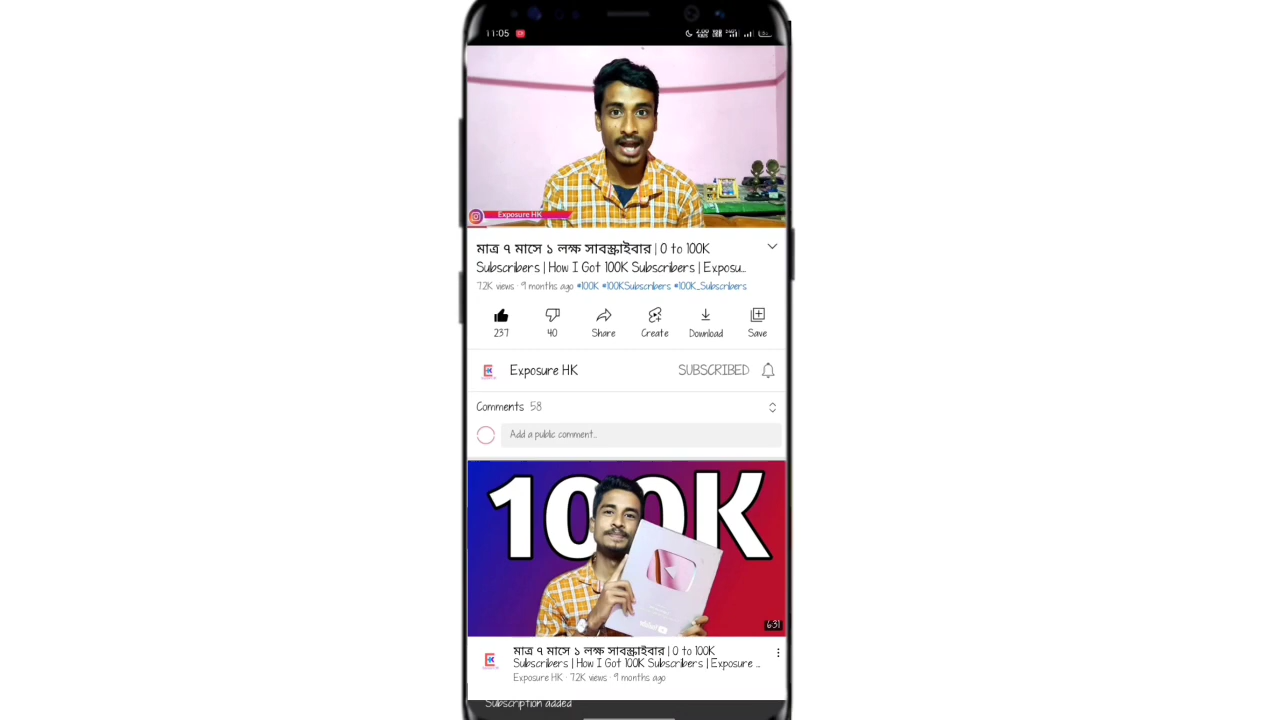 11:05
Exposure HK
মাত্র ৭ মাসে ১ লক্ষ সাবস্ক্রাইবার | 0 to 100K
Subscribers | How I Got 100K Subscribers | Exposu...
7.2K views · 9 months ago #100K #100KSubscribers #100K_Subscribers
237 40 Share Create Download Save
Exposure HK SUBSCRIBED
Comments 58
Add a public comment...
100K
6:31
মাত্র ৭ মাসে ১ লক্ষ সাবস্ক্রাইবার | 0 to 100K
Subscribers | How I Got 100K Subscribers | Exposure ...
Exposure HK · 7.2K views · 9 months ago
Subscription added